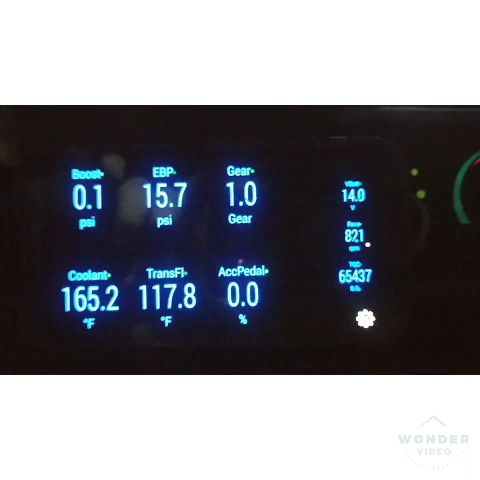 Boost
0.1
psi
EBP
15.7
psi
Gear
1.0
Gear
Coolant
165.2
°F
TransFl
117.8
°F
AccPedal
0.0
%
14.0
V
821
rpm
65437
WONDER
VIDEO